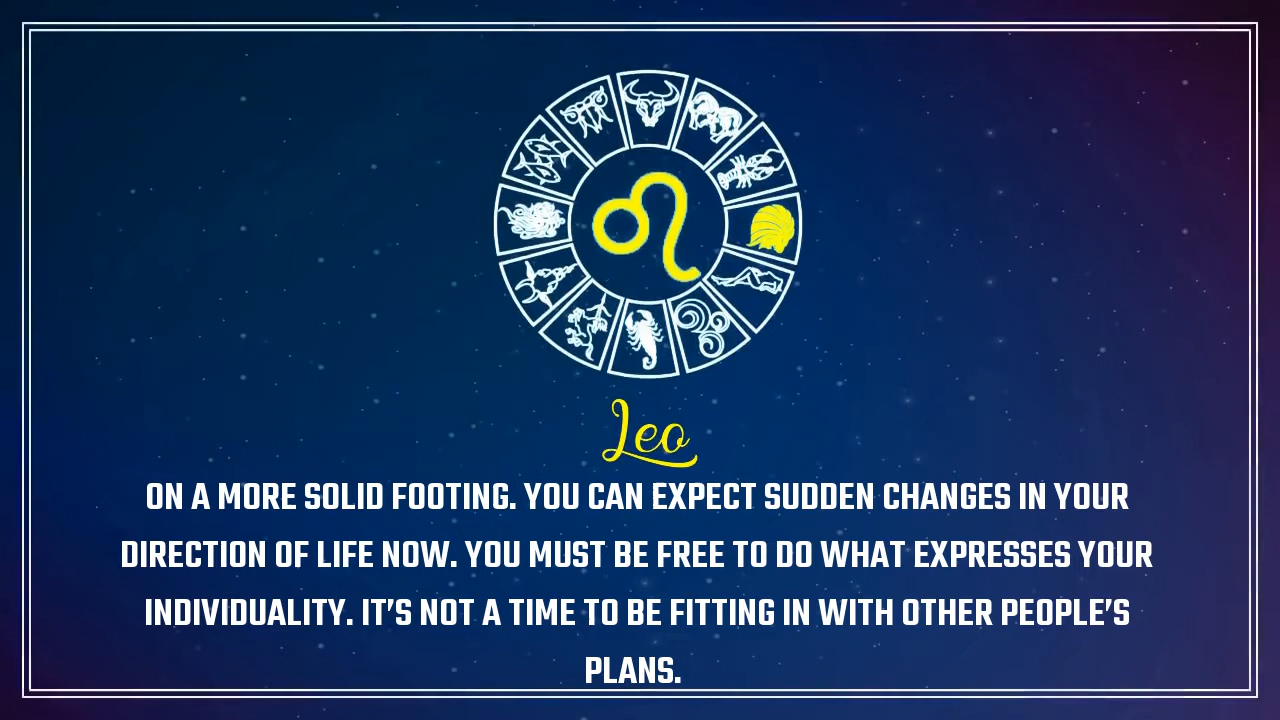 Leo
ON A MORE SOLID FOOTING. YOU CAN EXPECT SUDDEN CHANGES IN YOUR
DIRECTION OF LIFE NOW. YOU MUST BE FREE TO DO WHAT EXPRESSES YOUR
INDIVIDUALITY. IT'S NOT A TIME TO BE FITTING IN WITH OTHER PEOPLE'S
PLANS.